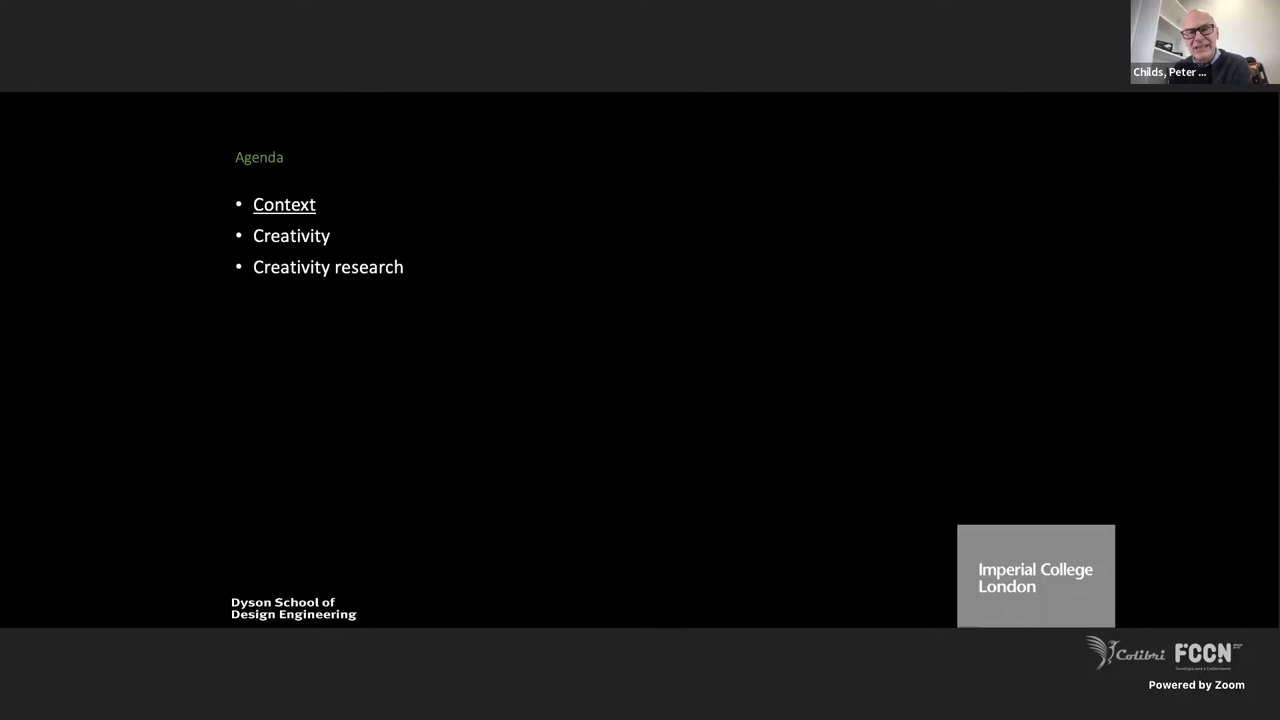 Childs, Peter ...
Agenda
• Context
• Creativity
• Creativity research
Imperial College
London
Dyson School of
Design Engineering
Colibri
FCCN
Powered by Zoom